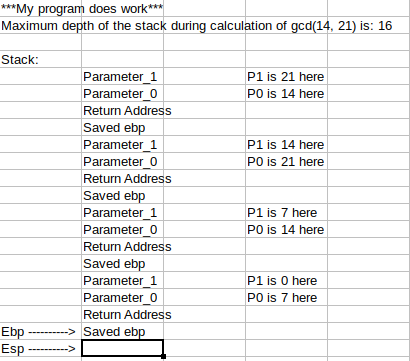 ***My program does work***
Maximum depth of the stack during calculation of gcd(14, 21) is: 16
Stack:
Parameter_1 P1 is 21 here
Parameter_0 P0 is 14 here
Return Address
Saved ebp
Parameter_1 P1 is 14 here
Parameter_0 P0 is 21 here
Return Address
Saved ebp
Parameter_1 P1 is 7 here
Parameter_0 P0 is 14 here
Return Address
Saved ebp
Parameter_1 P1 is 0 here
Parameter_0 P0 is 7 here
Return Address
Ebp ----------> Saved ebp
Esp ---------->